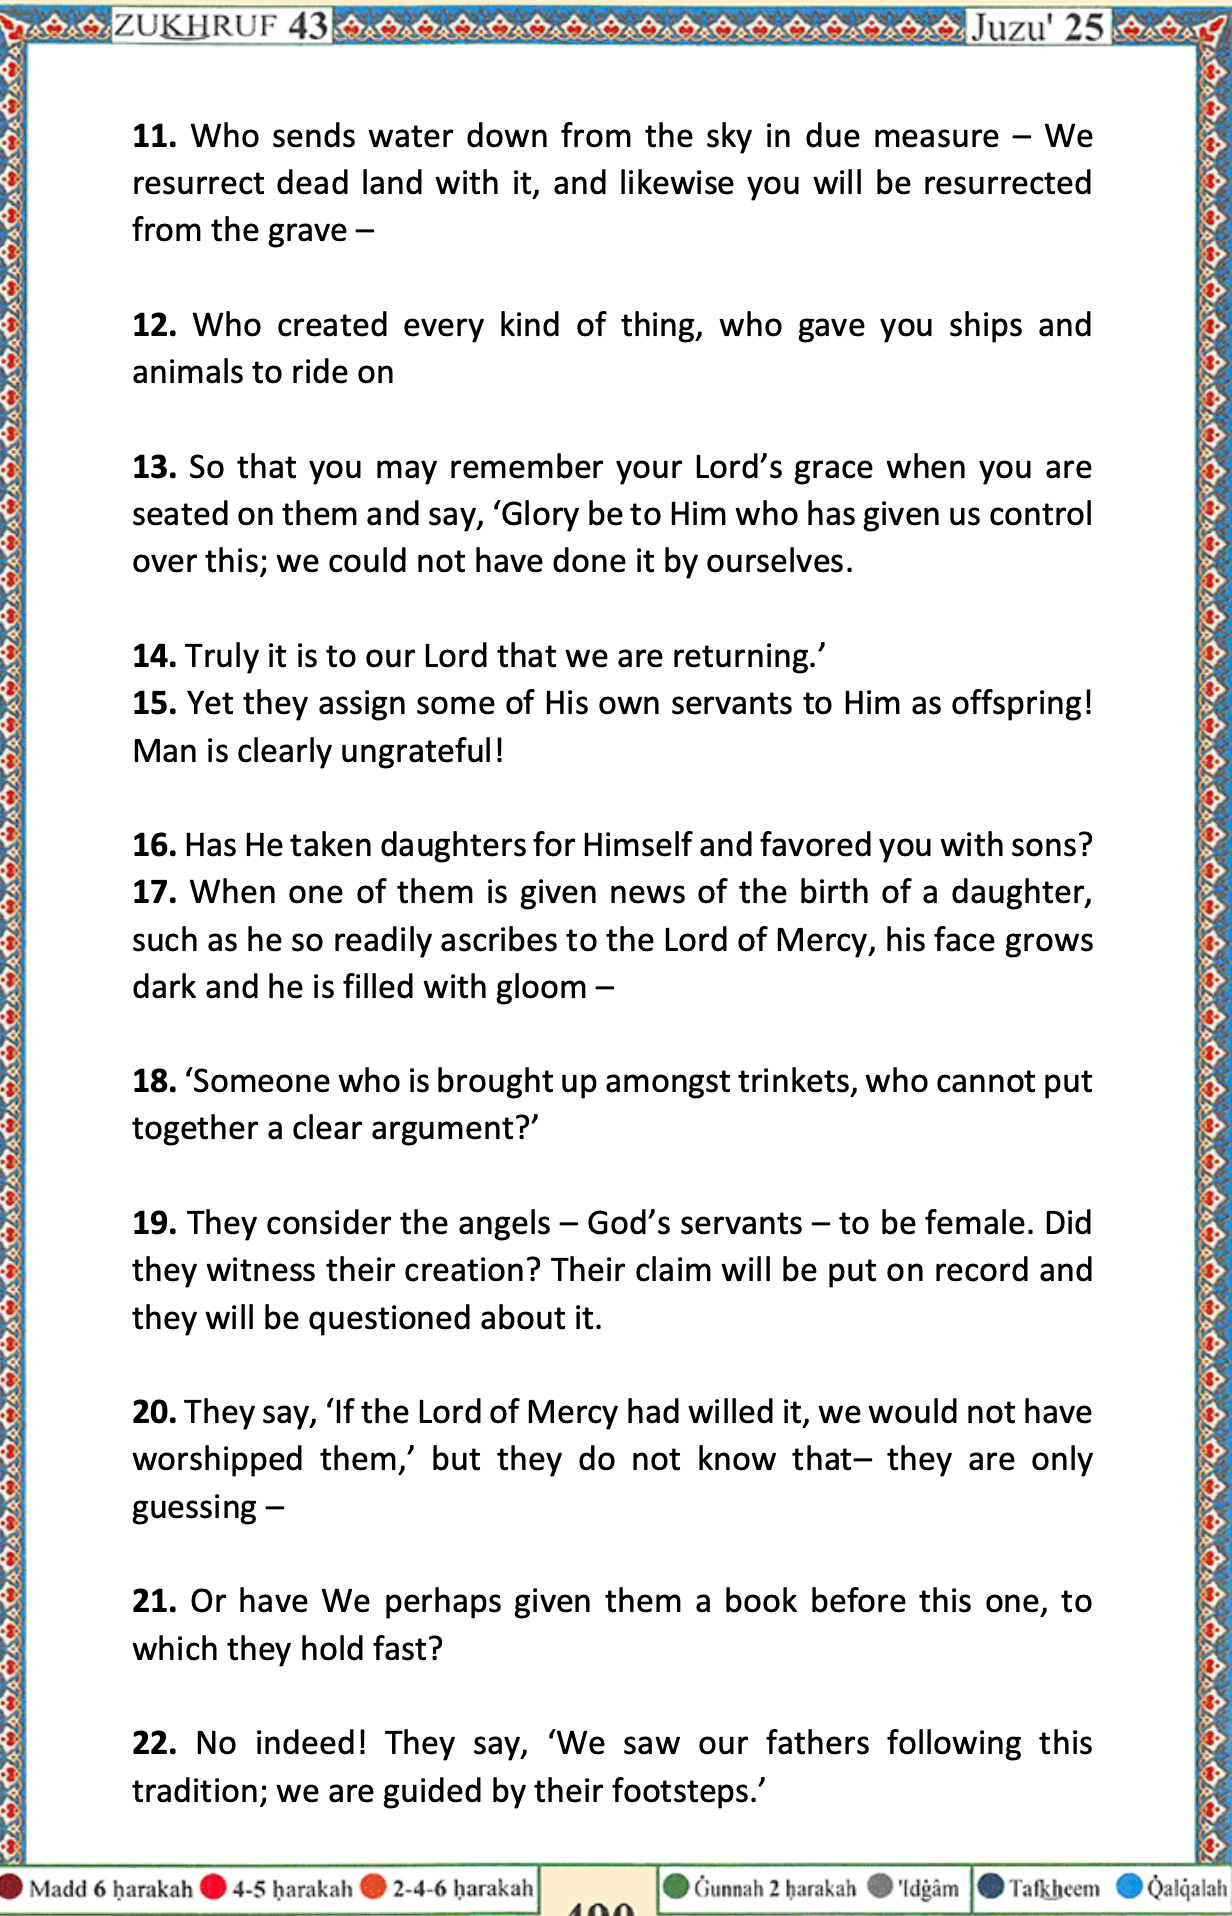 ZUKHRUF 43 Juzu' 25
11. Who sends water down from the sky in due measure – We
resurrect dead land with it, and likewise you will be resurrected
from the grave –
12. Who created every kind of thing, who gave you ships and
animals to ride on
13. So that you may remember your Lord’s grace when you are
seated on them and say, ‘Glory be to Him who has given us control
over this; we could not have done it by ourselves.
14. Truly it is to our Lord that we are returning.’
15. Yet they assign some of His own servants to Him as offspring!
Man is clearly ungrateful!
16. Has He taken daughters for Himself and favored you with sons?
17. When one of them is given news of the birth of a daughter,
such as he so readily ascribes to the Lord of Mercy, his face grows
dark and he is filled with gloom –
18. ‘Someone who is brought up amongst trinkets, who cannot put
together a clear argument?’
19. They consider the angels – God’s servants – to be female. Did
they witness their creation? Their claim will be put on record and
they will be questioned about it.
20. They say, ‘If the Lord of Mercy had willed it, we would not have
worshipped them,’ but they do not know that– they are only
guessing –
21. Or have We perhaps given them a book before this one, to
which they hold fast?
22. No indeed! They say, ‘We saw our fathers following this
tradition; we are guided by their footsteps.’
Madd 6 ḥarakah 4-5 ḥarakah 2-4-6 ḥarakah Ġunnah 2 ḥarakah 'Idġâm Tafkheem Q̇alq̇alah